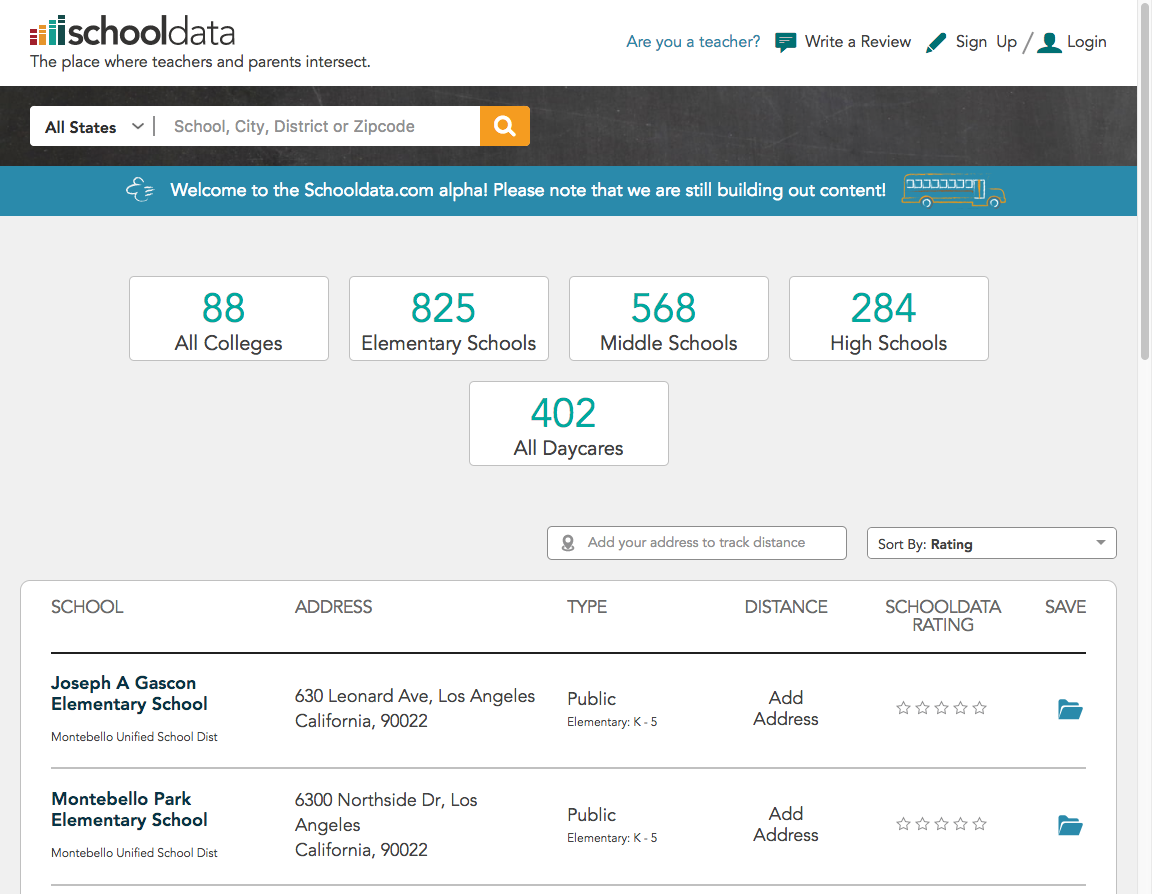 schooldata
The place where teachers and parents intersect.
Are you a teacher? Write a Review Sign Up / Login
All States School, City, District or Zipcode
Welcome to the Schooldata.com alpha! Please note that we are still building out content!
88
All Colleges
825
Elementary Schools
568
Middle Schools
284
High Schools
402
All Daycares
Add your address to track distance
Sort By: Rating
SCHOOL ADDRESS TYPE DISTANCE SCHOOLDATA SAVE
RATING
Joseph A Gascon
Elementary School
Montebello Unified School Dist
630 Leonard Ave, Los Angeles
California, 90022
Public
Elementary: K - 5
Add
Address
Montebello Park
Elementary School
Montebello Unified School Dist
6300 Northside Dr, Los
Angeles
California, 90022
Public
Elementary: K - 5
Add
Address